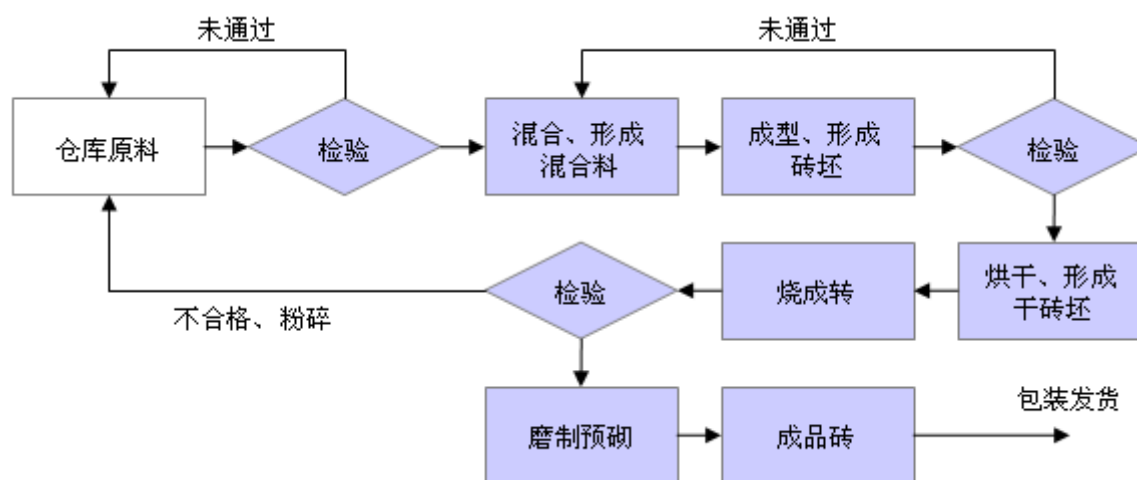 未通过
未通过
仓库原料
检验
混合、形成
混合料
成型、形成
砖坯
检验
不合格、粉碎
检验
烧成转
烘干、形成
干砖坯
磨制预砌
成品砖
包装发货